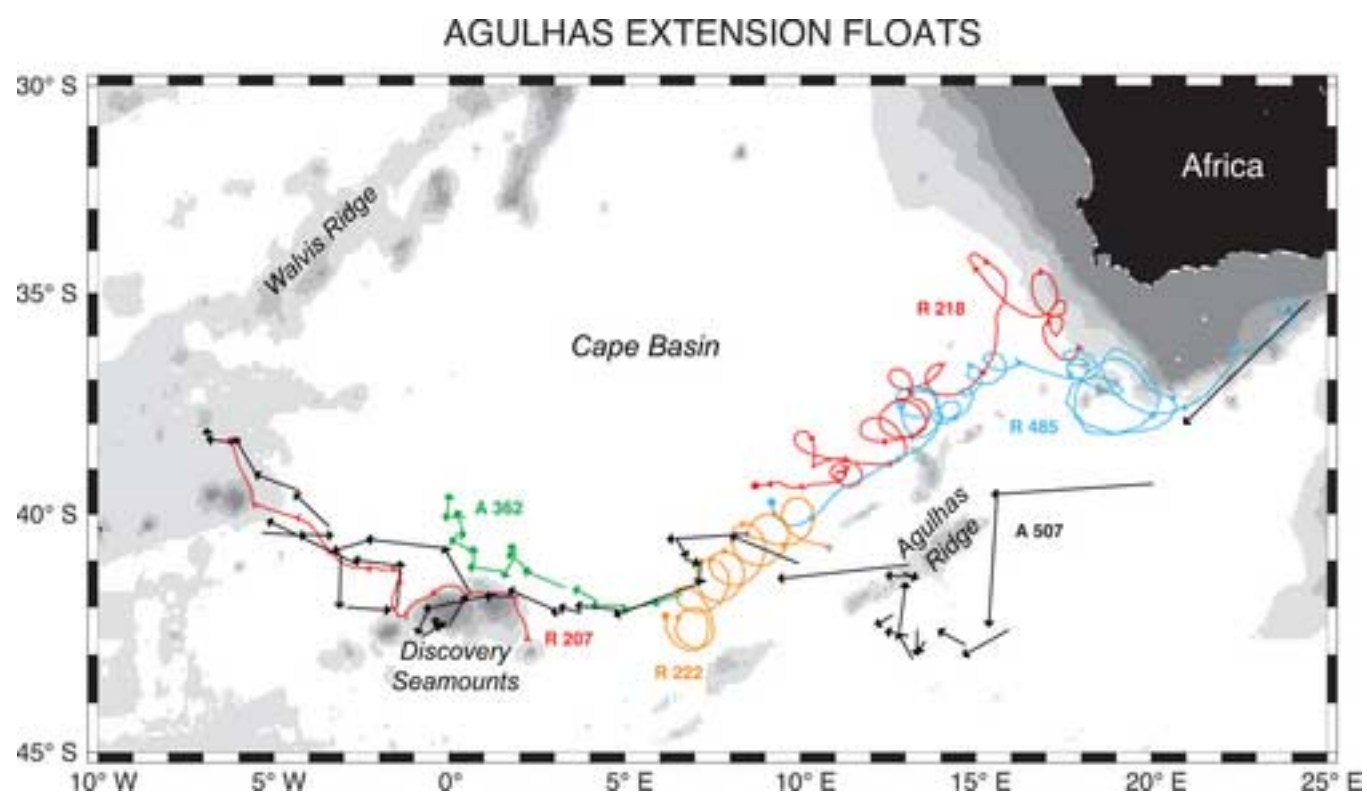 AGULHAS EXTENSION FLOATS
30° S
Africa
Walvis Ridge
35° S
R 218
Cape Basin
R 485
40° S
A 362
Agulhas
Ridge
A 507
R 207
Discovery
Seamounts
R 222
45° S
10° W
5° W
0°
5° E
10° E
15° E
20° E
25° E